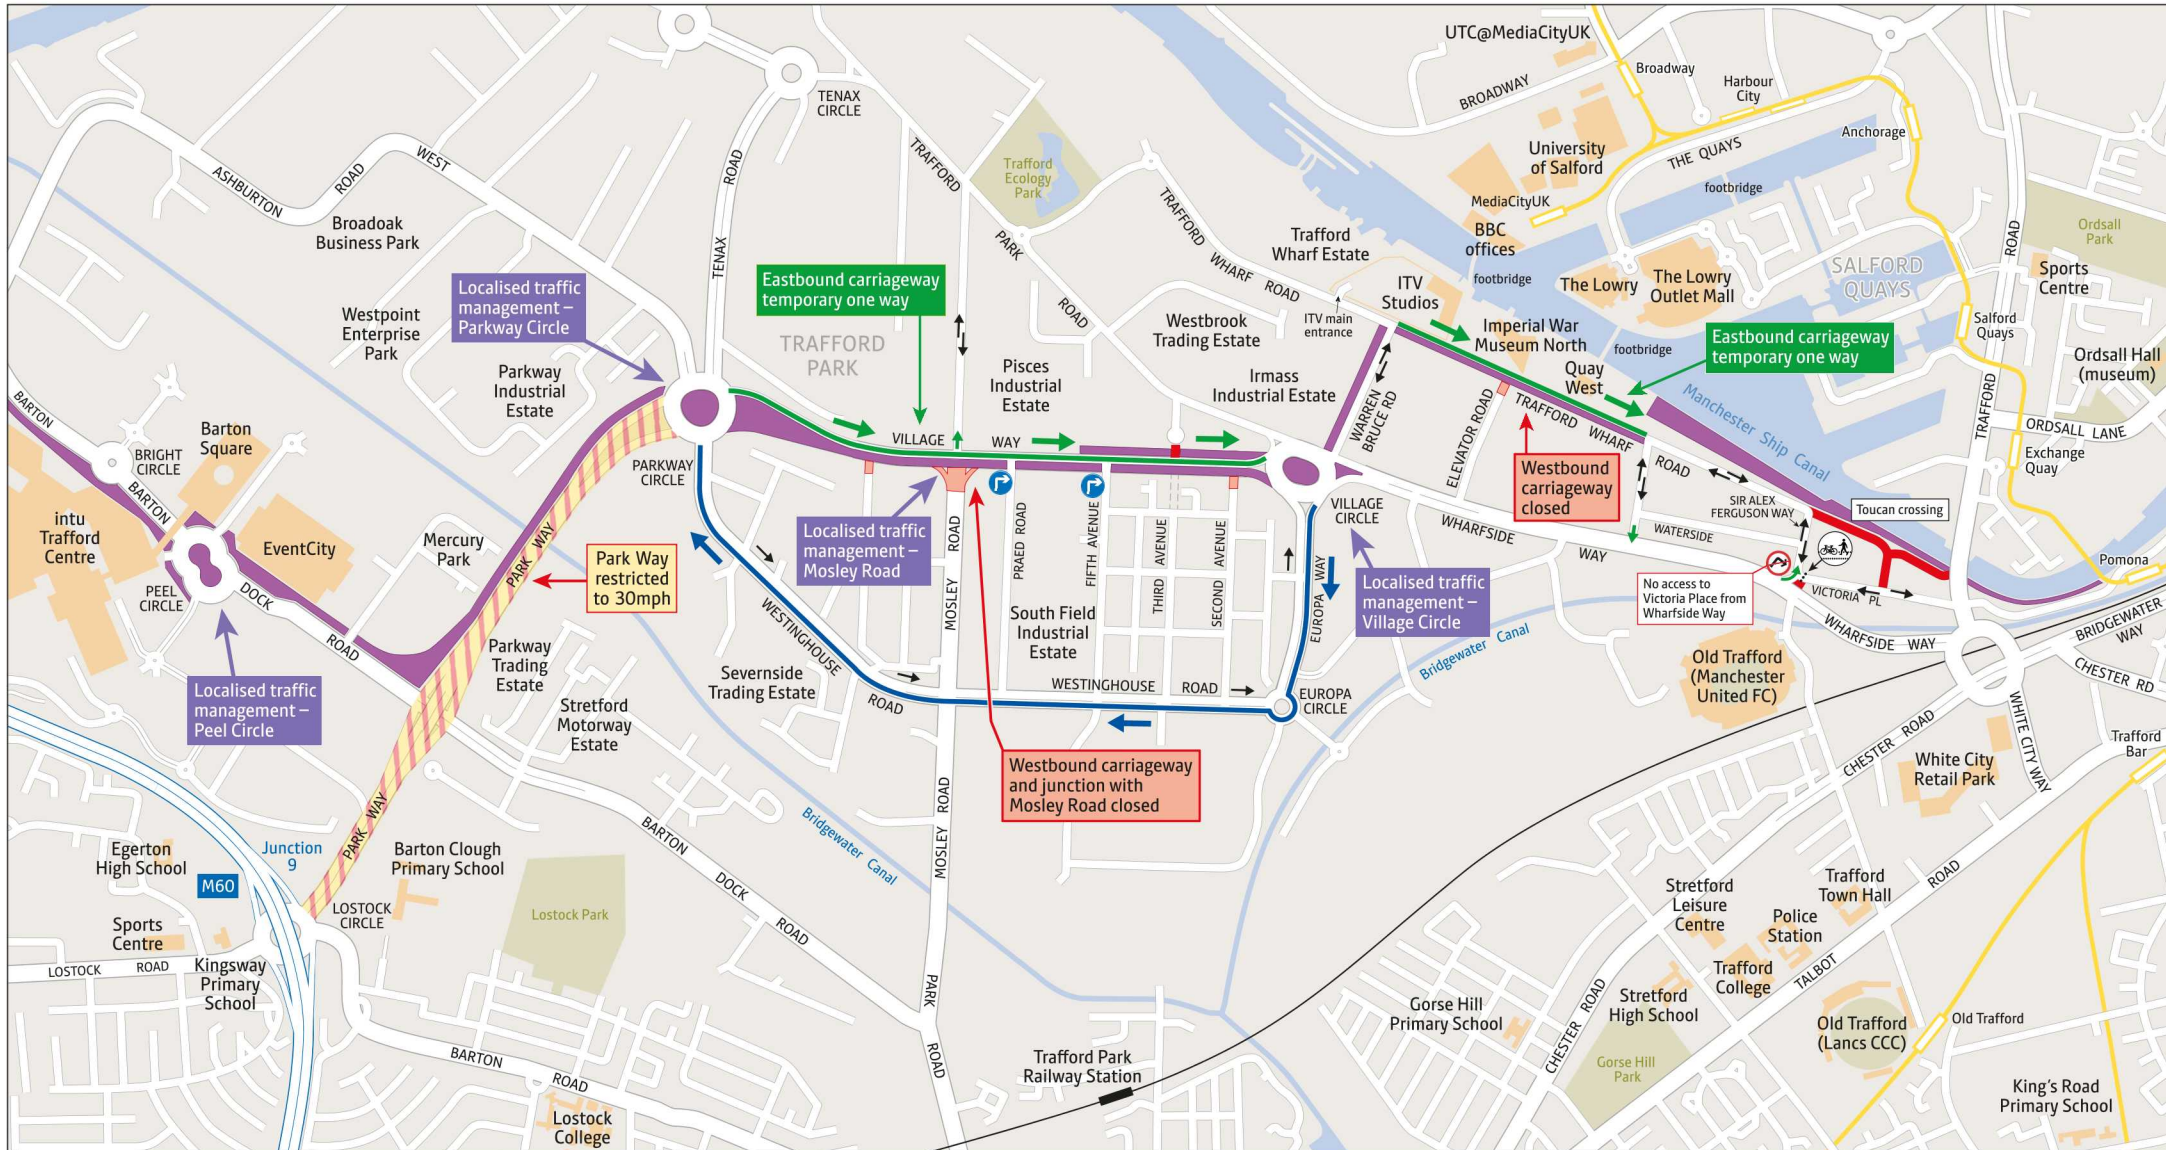 UTC@MediaCityUK
Broadway
Harbour
City
BROADWAY
Anchorage
TENAX
CIRCLE
THE QUAYS
University
of Salford
footbridge
MediaCityUK
BBC
offices
footbridge
The Lowry
The Lowry
Outlet Mall
SALFORD
QUAYS
Ordsall
Park
Sports
Centre
Salford
Quays
Ordsall Hall
(museum)
ORDSALL LANE
Exchange
Quay
TRAFFORD
ROAD
WEST
ASHBURTON
ROAD
Broadoak
Business Park
TENAX
ROAD
TRAFFORD
PARK
ROAD
Trafford
Ecology
Park
TRAFFORD
WHARF
ROAD
Trafford
Wharf Estate
ITV
Studios
ITV main
entrance
Imperial War
Museum North
Quay
West
footbridge
Eastbound carriageway
temporary one way
Manchester Ship Canal
Localised traffic
management –
Parkway Circle
Eastbound carriageway
temporary one way
Westpoint
Enterprise
Park
Parkway
Industrial
Estate
TRAFFORD
PARK
Pisces
Industrial
Estate
Westbrook
Trading Estate
Irmass
Industrial Estate
WARREN
BRUCE RD
ELEVATOR ROAD
TRAFFORD
WHARF
ROAD
Westbound
carriageway
closed
SIR ALEX
FERGUSON WAY
Toucan crossing
WATERSIDE
Pomona
VICTORIA PL
No access to
Victoria Place from
Wharfside Way
WHARFSIDE
WAY
WHARFSIDE WAY
BRIDGEWATER
WAY
CHESTER RD
BARTON
BRIGHT
CIRCLE
Barton
Square
BARTON
intu
Trafford
Centre
EventCity
PEEL
CIRCLE
DOCK
ROAD
Mercury
Park
PARKWAY
CIRCLE
VILLAGE
WAY
PARK WAY
Park Way
restricted
to 30mph
Localised traffic
management –
Mosley Road
MOSLEY ROAD
PRAED ROAD
FIFTH AVENUE
THIRD AVENUE
SECOND AVENUE
EUROPA WAY
VILLAGE
CIRCLE
Localised traffic
management –
Village Circle
South Field
Industrial
Estate
WESTINGHOUSE
ROAD
WESTINGHOUSE
ROAD
EUROPA
CIRCLE
Bridgewater Canal
Old Trafford
(Manchester
United FC)
Localised traffic
management –
Peel Circle
Parkway
Trading
Estate
Stretford
Motorway
Estate
Severnside
Trading Estate
Westbound carriageway
and junction with
Mosley Road closed
CHESTER ROAD
WHITE CITY WAY
White City
Retail Park
Trafford
Bar
PARK WAY
Junction
9
M60
Egerton
High School
Barton Clough
Primary School
LOSTOCK
CIRCLE
Lostock Park
BARTON
DOCK
ROAD
MOSLEY ROAD
Bridgewater Canal
Sports
Centre
LOSTOCK
ROAD
Kingsway
Primary
School
PARK
ROAD
BARTON
ROAD
Lostock
College
Trafford Park
Railway Station
Gorse Hill
Primary School
CHESTER ROAD
Stretford
Leisure
Centre
Trafford
Town Hall
Police
Station
Trafford
College
TALBOT
ROAD
Stretford
High School
Gorse Hill
Park
Old Trafford
(Lancs CCC)
Old Trafford
King's Road
Primary School